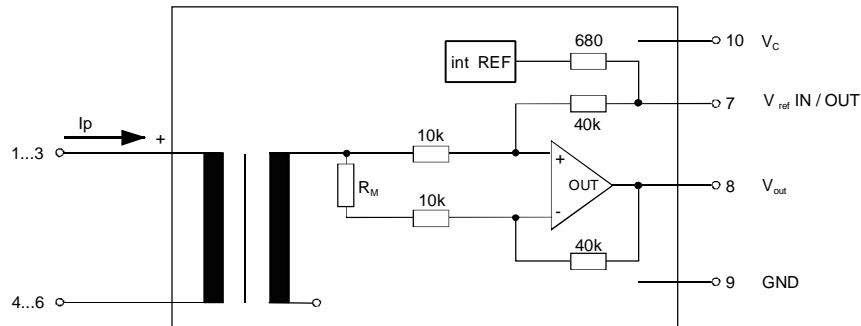 680
10 V_C
int REF
7 V_ref IN / OUT
40k
Ip
+
10k
1...3
+
OUT
R_M
8 V_out
10k
-
40k
9 GND
4...6